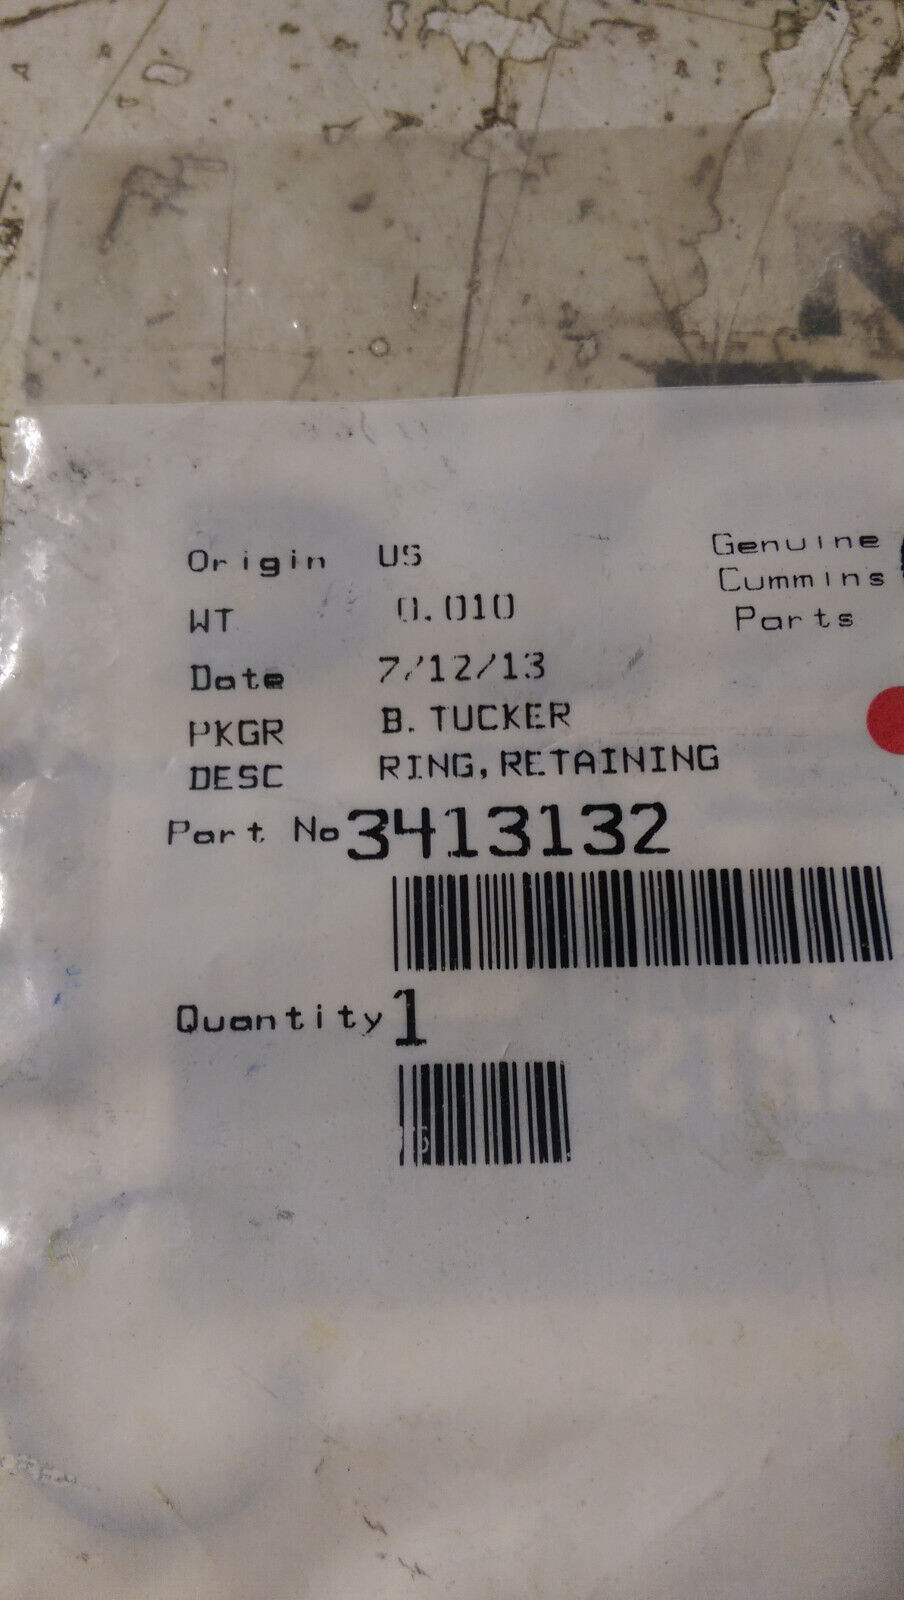 Origin US
Genuine
Cummins
Parts
WT 0.010
Date 7/12/13
PKGR B. TUCKER
DESC RING, RETAINING
Part No 3413132
Quantity 1